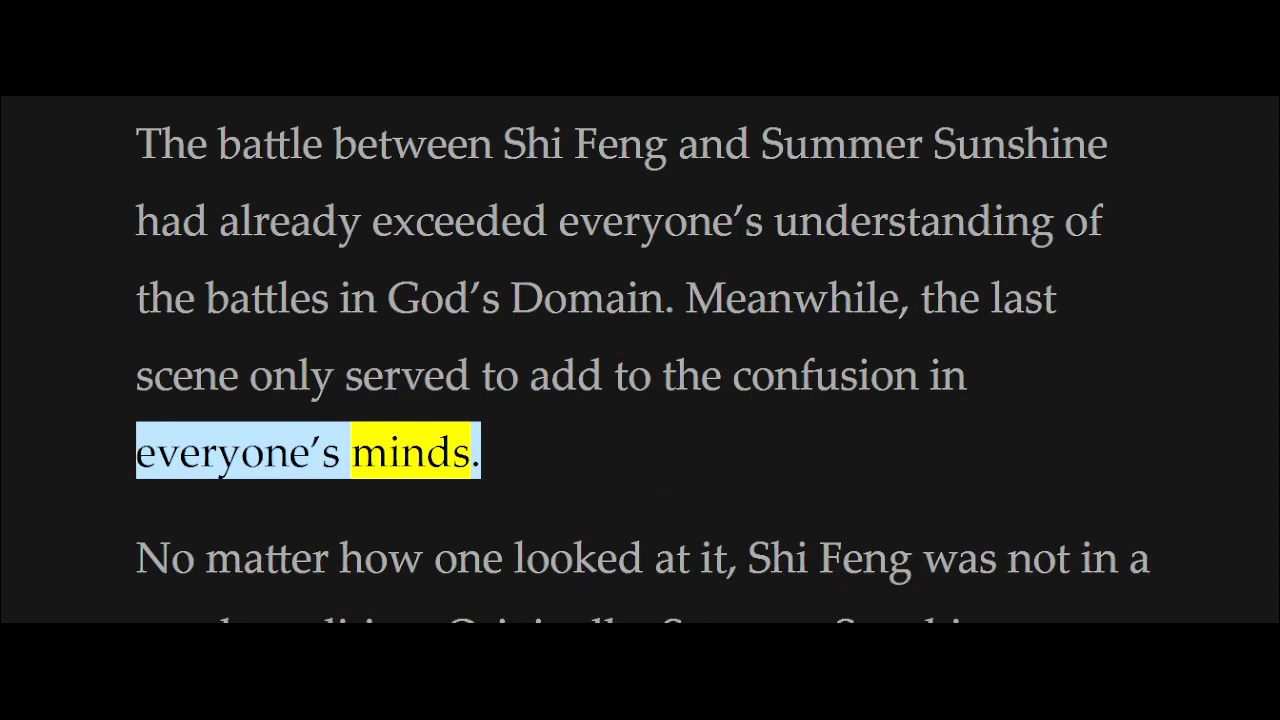 The battle between Shi Feng and Summer Sunshine
had already exceeded everyone’s understanding of
the battles in God’s Domain. Meanwhile, the last
scene only served to add to the confusion in
everyone’s minds.
No matter how one looked at it, Shi Feng was not in a